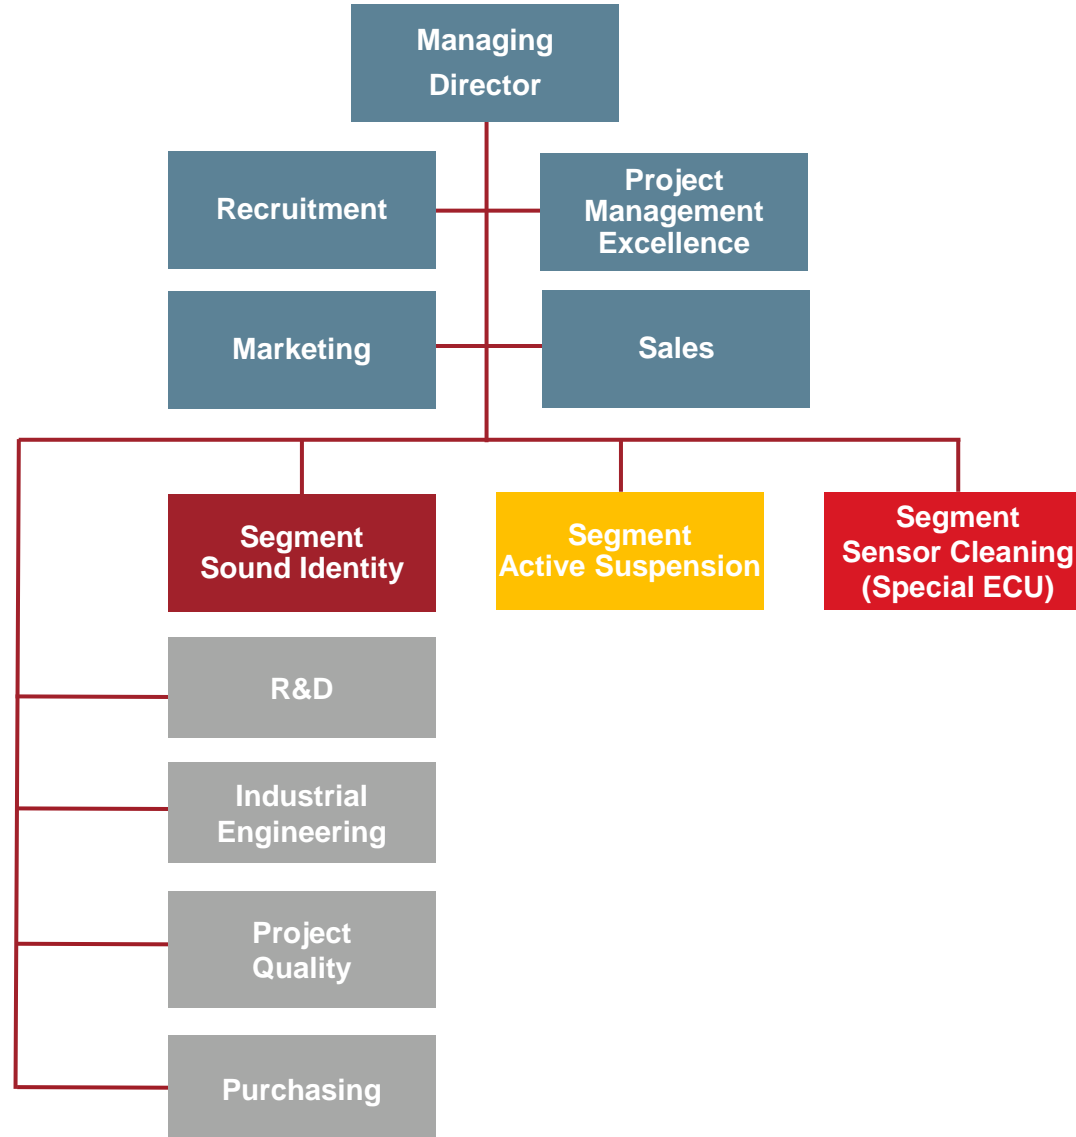 Managing
Director
Recruitment
Project
Management
Excellence
Marketing
Sales
Segment
Sound Identity
Segment
Active Suspension
Segment
Sensor Cleaning
(Special ECU)
R&D
Industrial
Engineering
Project
Quality
Purchasing